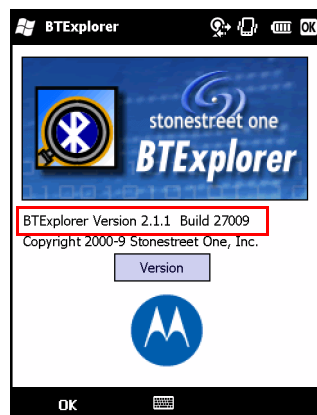 BTExplorer
OK
stonestreet one
BTExplorer
BTExplorer Version 2.1.1 Build 27009
Copyright 2000-9 Stonestreet One, Inc.
Version
OK